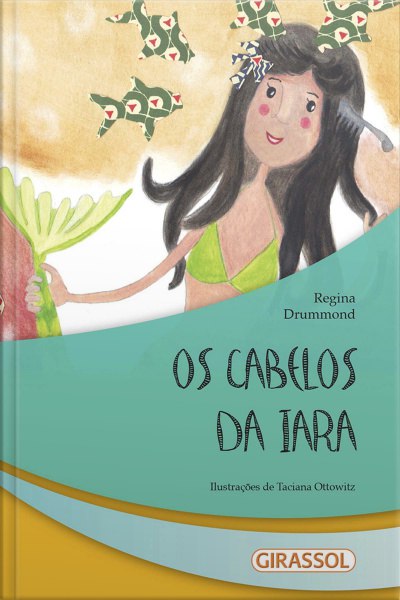 Regina
Drummond
OS CABELOS
DA IARA
Ilustrações de Taciana Ottowitz
GIRASSOL